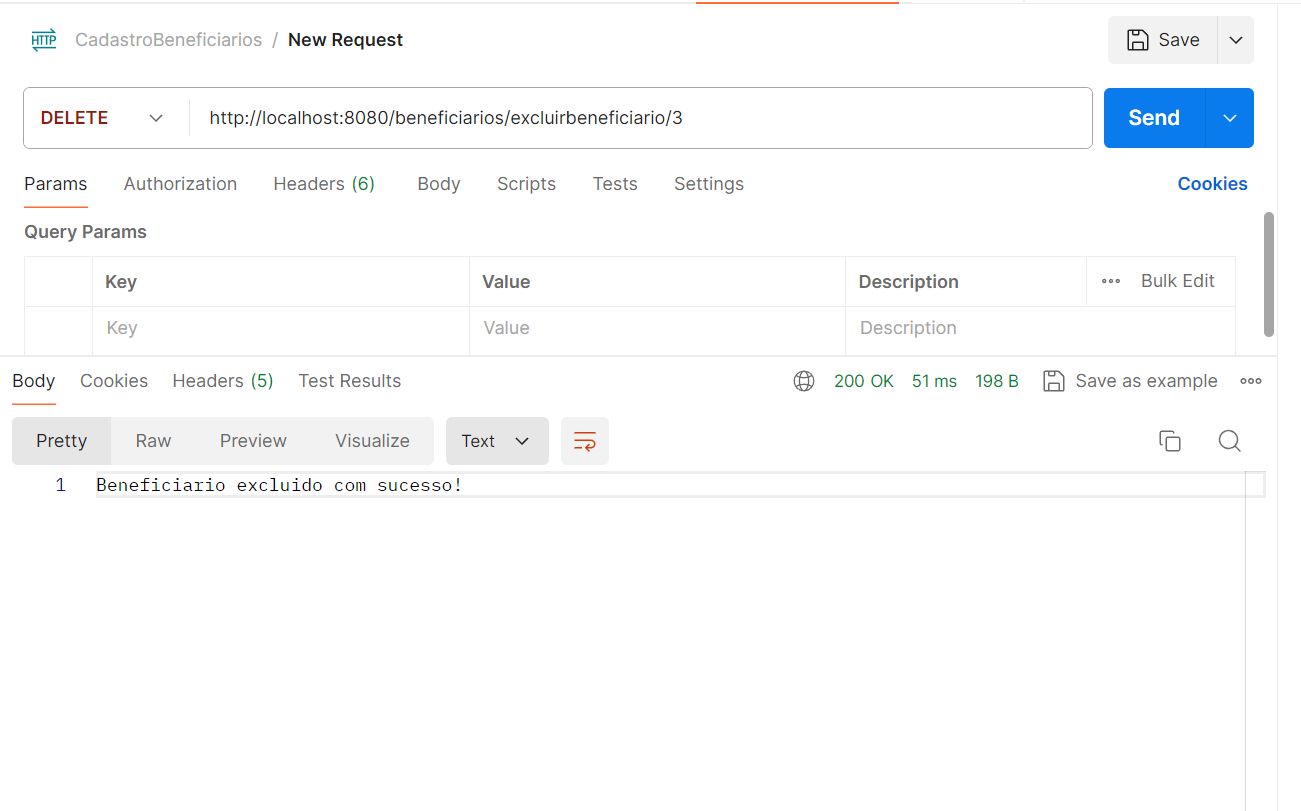 HTTP CadastroBeneficiarios / New Request Save
DELETE http://localhost:8080/beneficiarios/excluirbeneficiario/3 Send
Params Authorization Headers (6) Body Scripts Tests Settings Cookies
Query Params
Key Value Description Bulk Edit
Key Value Description
Body Cookies Headers (5) Test Results 200 OK 51 ms 198 B Save as example
Pretty Raw Preview Visualize Text
1 Beneficiario excluido com sucesso!